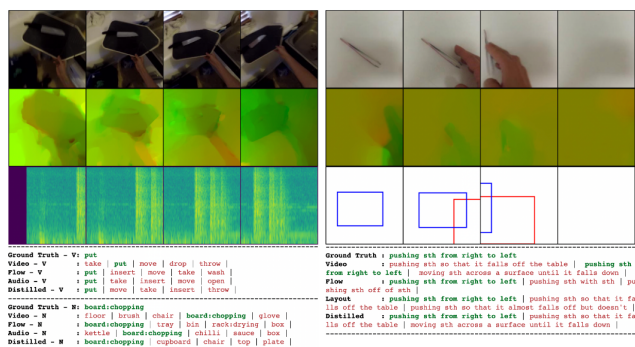 Ground Truth - V: put
Video - V : take | put | move | drop | throw |
Flow - V : put | insert | move | take | wash |
Audio - V : put | take | insert | move | open |
Distilled - V : put | move | take | insert | throw |
Ground Truth - N: board:chopping
Video - N : floor | brush | chair | board:chopping | glove |
Flow - N : board:chopping | tray | bin | rack:drying | box |
Audio - N : kettle | board:chopping | chilli | sauce | box |
Distilled - N : board:chopping | cupboard | chair | top | plate |
Ground Truth : pushing sth from right to left
Video : pushing sth so that it falls off the table | pushing sth
from right to left | moving sth across a surface until it falls down |
Flow : pushing sth from right to left | pushing sth with sth | pu
shing sth off of sth |
Layout : pushing sth from right to left | pushing sth so that it fa
lls off the table | pushing sth so that it almost falls off but doesn't |
Distilled : pushing sth from right to left | pushing sth so that it fa
lls off the table | moving sth across a surface until it falls down |